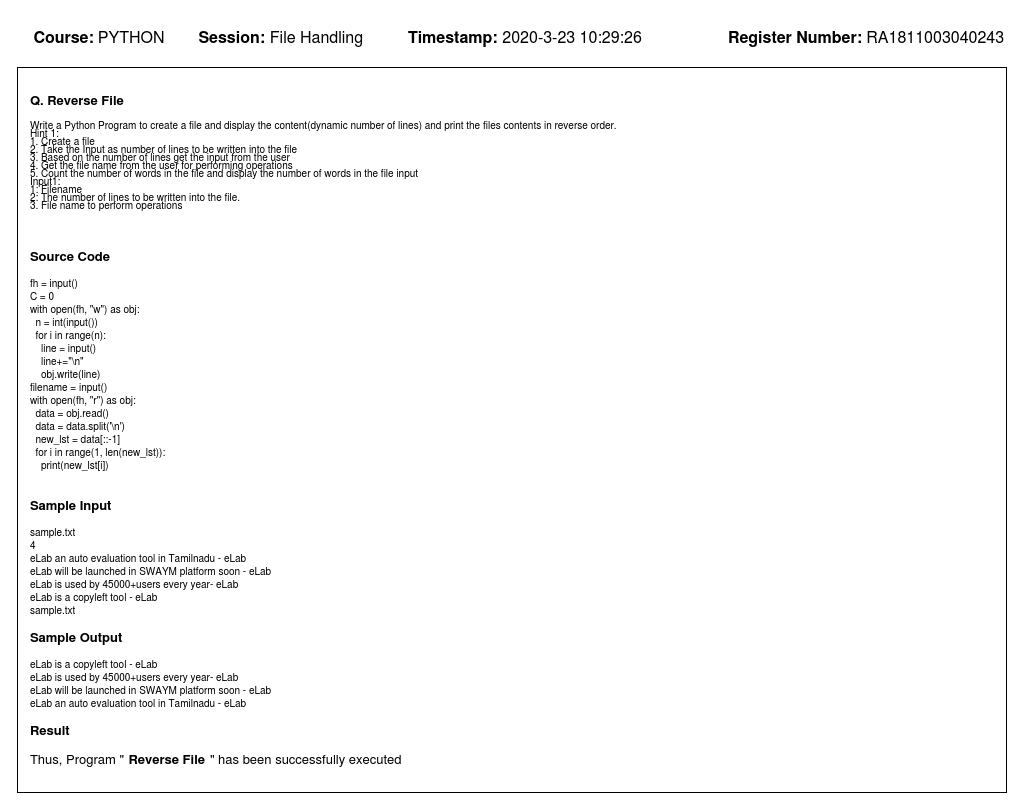 Course: PYTHON Session: File Handling Timestamp: 2020-3-23 10:29:26 Register Number: RA1811003040243
Q. Reverse File
Write a Python Program to create a file and display the content(dynamic number of lines) and print the files contents in reverse order.
Hint 1:
1. Create a file
2. Take the Input as number of lines to be written into the file
3. Based on the number of lines get the input from the user
4. Get the file name from the user for performing operations
5. Count the number of words in the file and display the number of words in the file input
Input1:
1: Filename
2: The number of lines to be written into the file.
3. File name to perform operations
Source Code
fh = input()
C = 0
with open(fh, "w") as obj:
  n = int(input())
  for i in range(n):
    line = input()
    line+="\n"
    obj.write(line)
filename = input()
with open(fh, "r") as obj:
  data = obj.read()
  data = data.split('\n')
  new_lst = data[::-1]
  for i in range(1, len(new_lst)):
    print(new_lst[i])
Sample Input
sample.txt
4
eLab an auto evaluation tool in Tamilnadu - eLab
eLab will be launched in SWAYM platform soon - eLab
eLab is used by 45000+users every year- eLab
eLab is a copyleft tool - eLab
sample.txt
Sample Output
eLab is a copyleft tool - eLab
eLab is used by 45000+users every year- eLab
eLab will be launched in SWAYM platform soon - eLab
eLab an auto evaluation tool in Tamilnadu - eLab
Result
Thus, Program " Reverse File " has been successfully executed